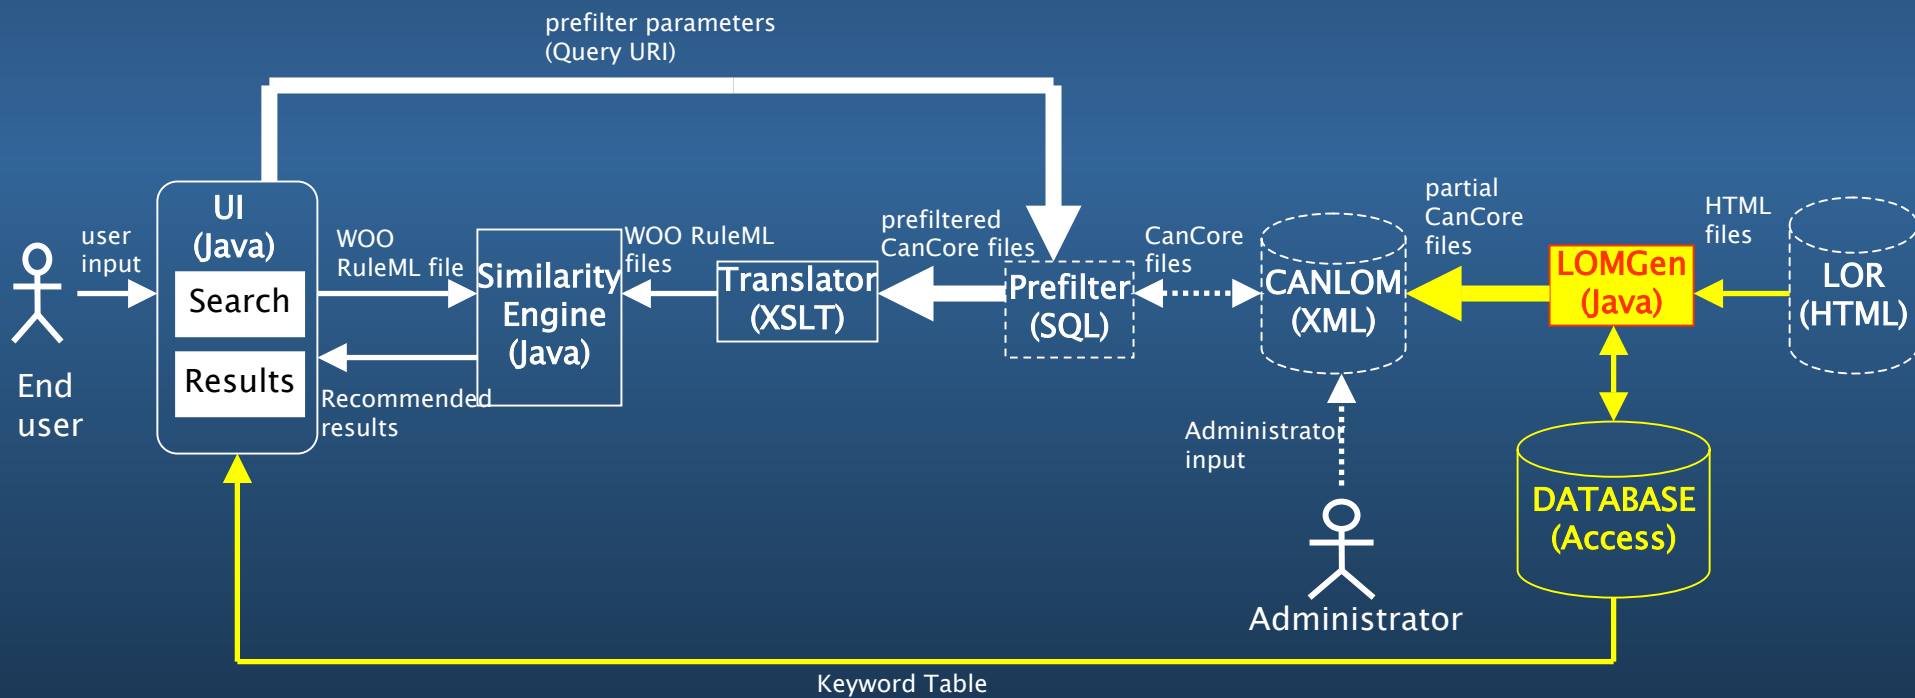 prefilter parameters
(Query URI)
UI
(Java)
Search
Results
user
input
End
user
WOO
RuleML file
Recommended
results
Similarity
Engine
(Java)
WOO RuleML
files
Translator
(XSLT)
prefiltered
CanCore files
Prefilter
(SQL)
CanCore
files
CANLOM
(XML)
Administrator
input
Administrator
partial
CanCore
files
LOMGen
(Java)
HTML
files
LOR
(HTML)
DATABASE
(Access)
Keyword Table